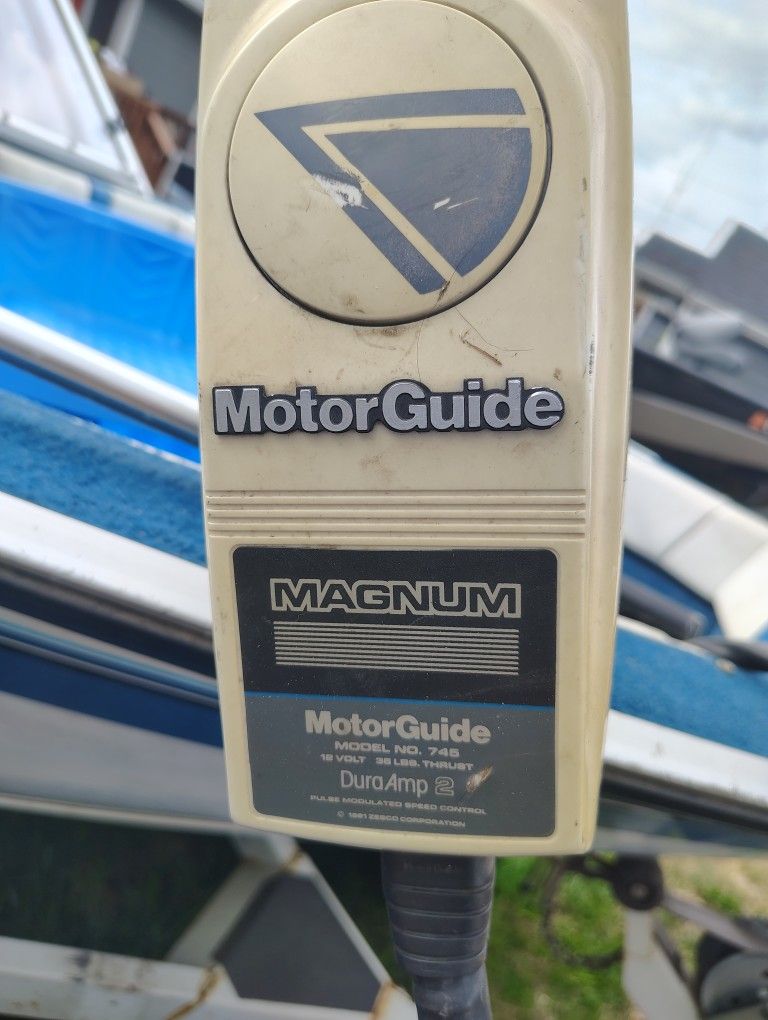 MotorGuide
MAGNUM
MotorGuide
MODEL NO. 745
12 VOLT 36 LBS. THRUST
DuraAmp 2
PULSE MODULATED SPEED CONTROL
© 1991 ZEBCO CORPORATION